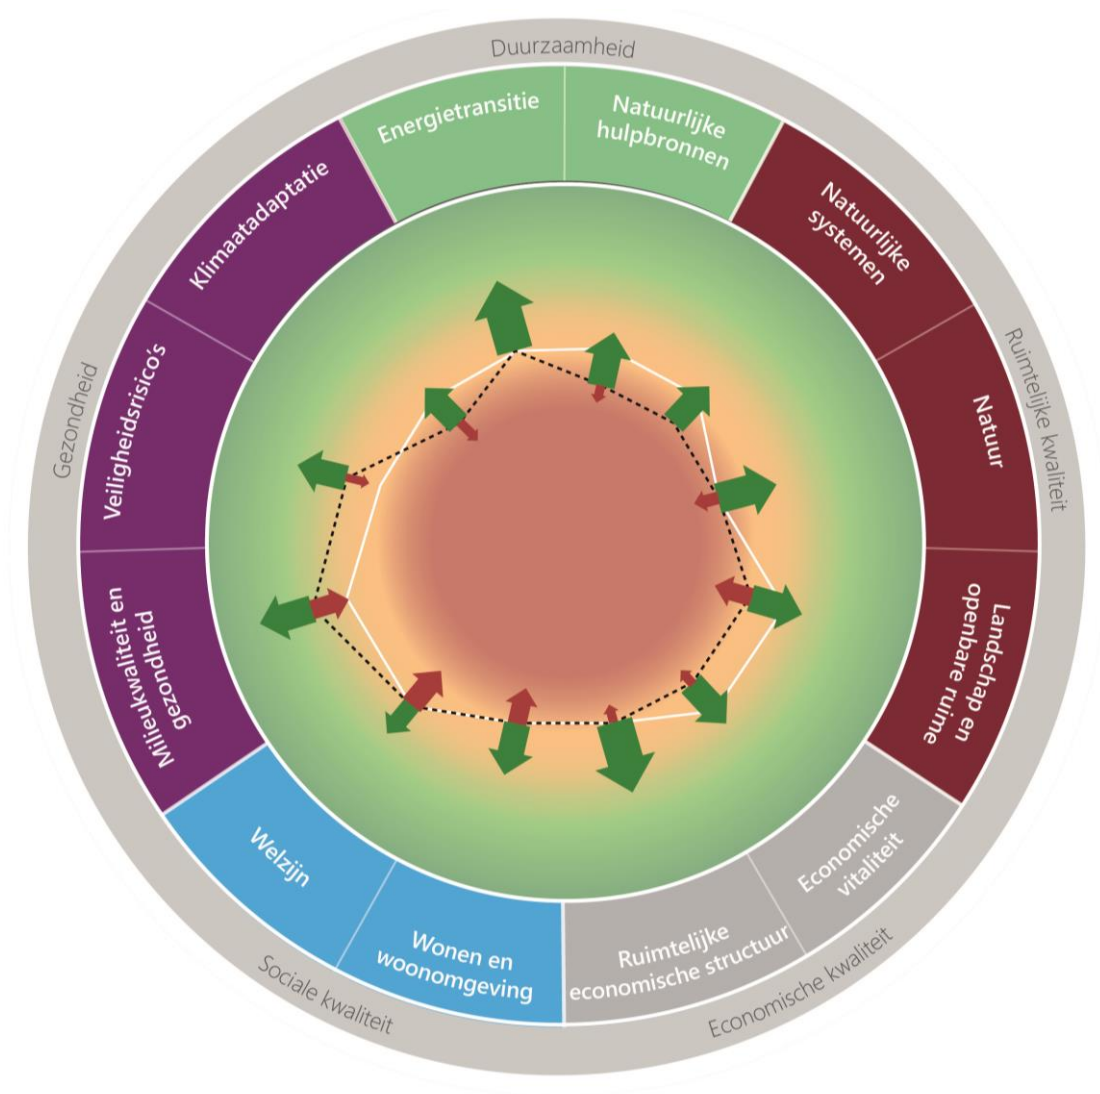 Duurzaamheid
Energietransitie
Natuurlijke
hulpbronnen
Natuurlijke
systemen
Ruimtelijke kwaliteit
Natuur
Landschap en
openbare ruime
Economische
vitaliteit
Economische kwaliteit
Ruimtelijke
economische structuur
Wonen en
woonomgeving
Sociale kwaliteit
Welzijn
Milieukwaliteit en
gezondheid
Gezondheid
Veiligheidsrisico's
Klimaatadaptatie